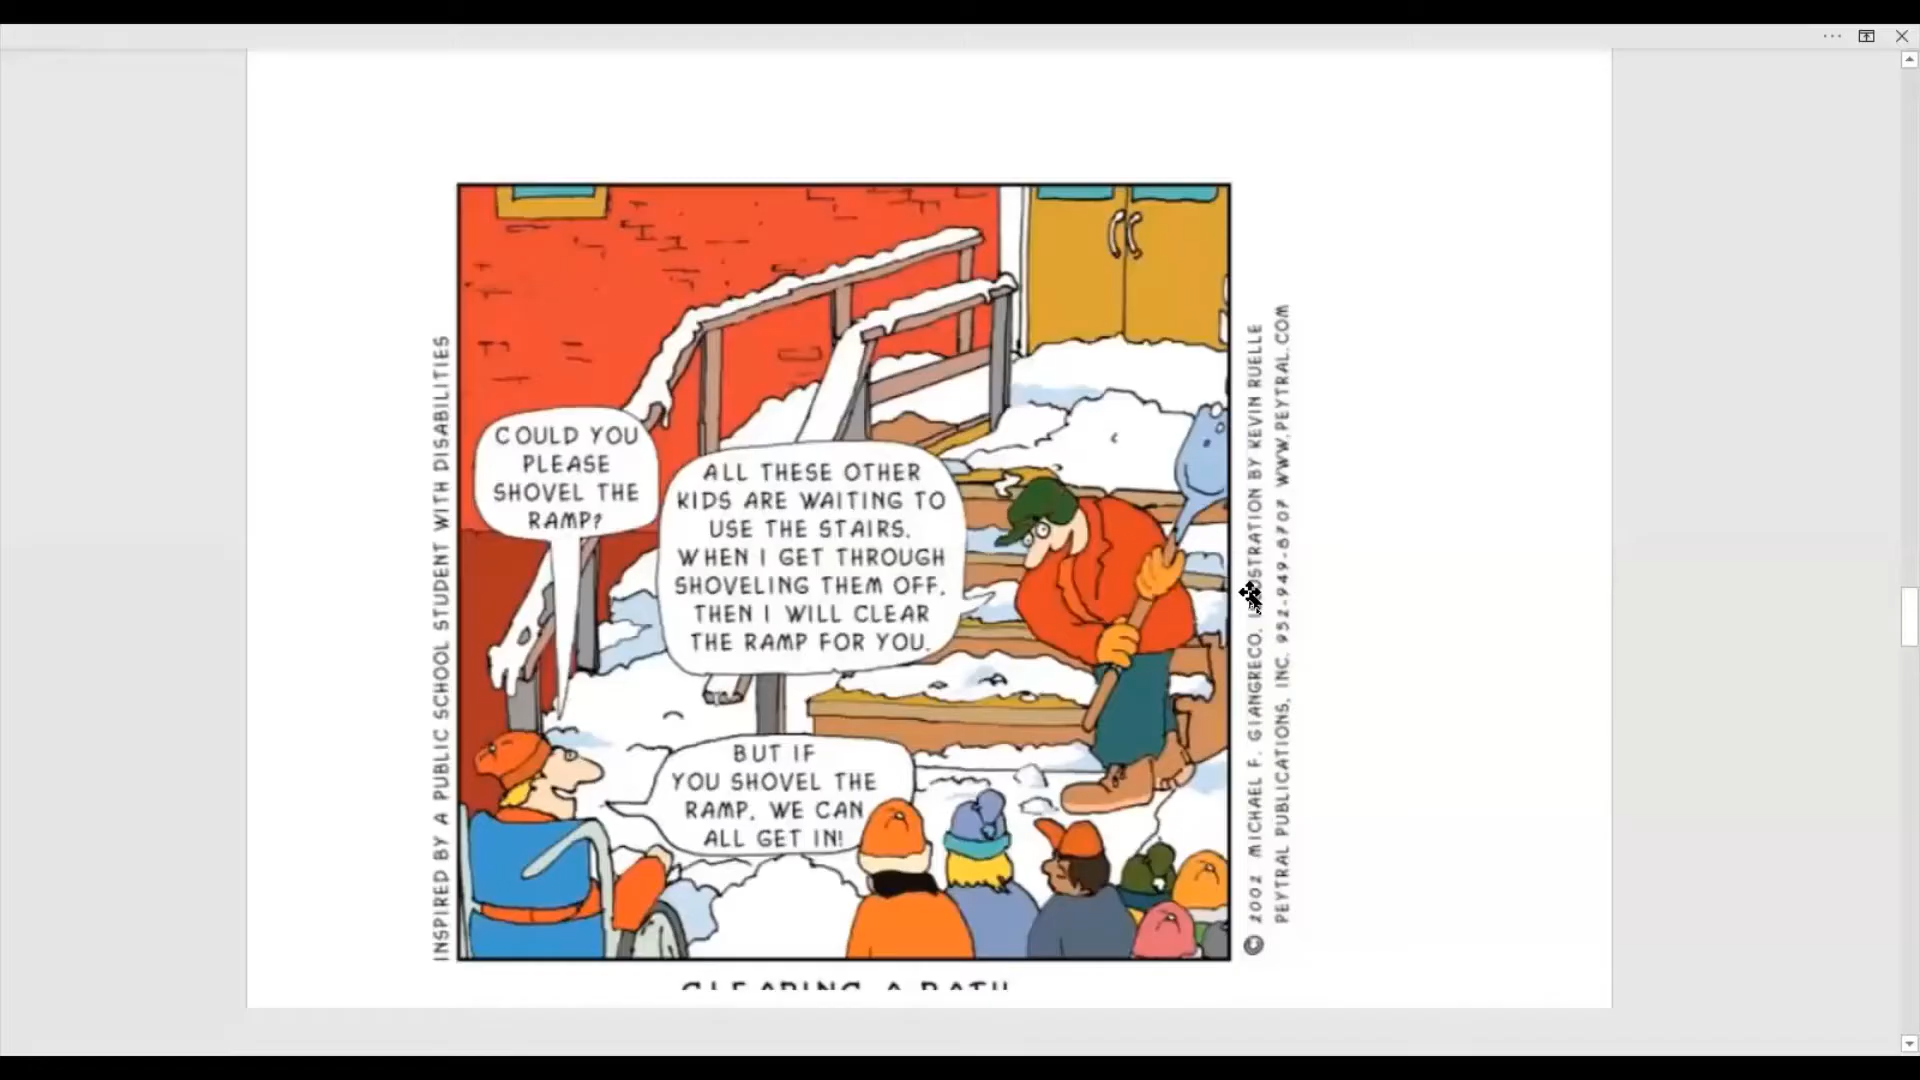 COULD YOU
PLEASE
SHOVEL THE
RAMP?
ALL THESE OTHER
KIDS ARE WAITING TO
USE THE STAIRS.
WHEN I GET THROUGH
SHOVELING THEM OFF,
THEN I WILL CLEAR
THE RAMP FOR YOU.
BUT IF
YOU SHOVEL THE
RAMP, WE CAN
ALL GET IN!
INSPIRED BY A PUBLIC SCHOOL STUDENT WITH DISABILITIES
© 2002 MICHAEL F. GIANGRECO, ILLUSTRATION BY KEVIN RUELLE
PEYTRAL PUBLICATIONS, INC. 952-949-8707 WWW.PEYTRAL.COM
CLEARING A PATH